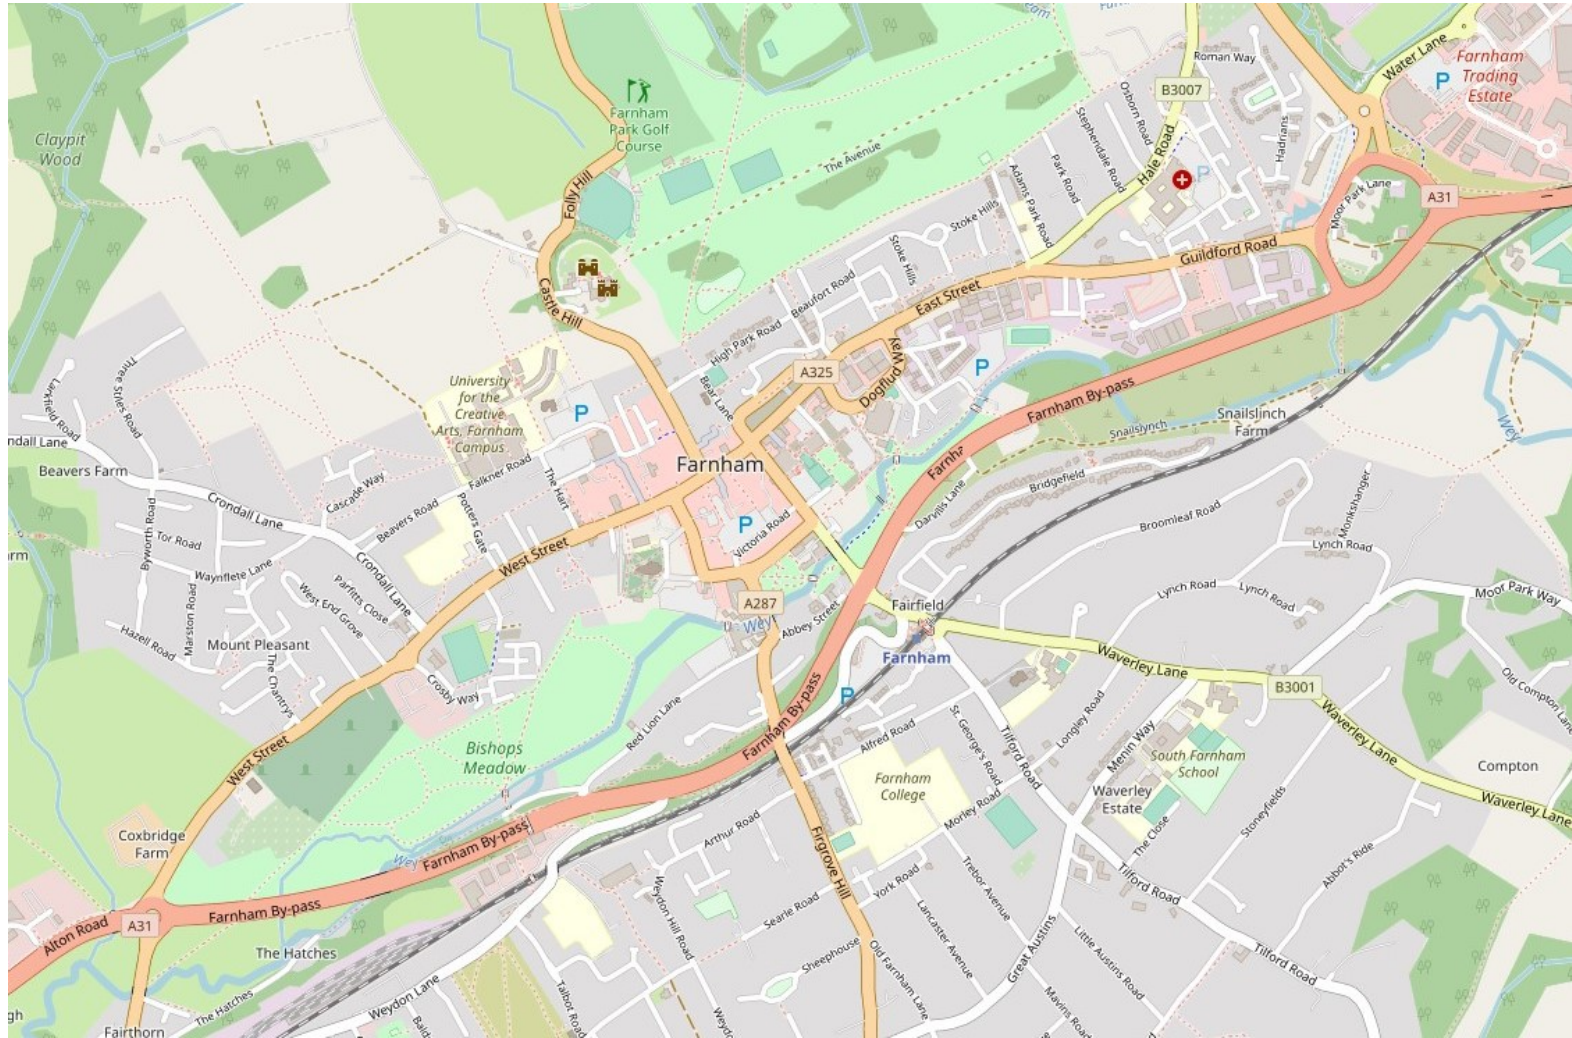 Water Lane
Farnham
Trading
Estate
P
Roman Way
B3007
Farnham
Park Golf
Course
Claypit
Wood
Osborn Road
Stephendale Road
Hale Road
Hadrians
P
The Avenue
Park Road
Adams Park Road
Moor Park Lane
A31
Folly Hill
Stoke Hills
Stoke Hills
Guildford Road
Castle Hill
Beaufort Road
East Street
High Park Road
Dogflud Way
A325
P
Farnham By-pass
Three Stiles Road
Larkfield Road
University
for the
Creative
Arts, Farnham
Campus
Bear Lane
P
Snailslynch
Snailslinch
Farm
Wey
ndall Lane
Beavers Farm
Farnham
Falkner Road
The Hart
Cascade Way
Beavers Road
Potters Gate
Crondall Lane
Byworth Road
Tor Road
P
Victoria Road
Darvills Lane
Bridgefield
Broomleaf Road
Monkshanger
Lynch Road
West Street
arm
Waynflete Lane
Crondall Lane
Parfitts Close
West End Grove
Marston Road
Hazell Road
Mount Pleasant
The Chantrys
A287
Wey
Abbey Street
Fairfield
Farnham
Lynch Road
Lynch Road
Moor Park Way
Waverley Lane
B3001
Old Compton Lane
Crosby Way
P
Red Lion Lane
Farnham By-pass
Alfred Road
St. George's Road
Tilford Road
Longley Road
Menin Way
South Farnham
School
Waverley Lane
Compton
Bishops
Meadow
West Street
Farnham
College
Waverley
Estate
Morley Road
Stoneyfields
Waverley Lane
Coxbridge
Farm
Wey
Farnham By-pass
Arthur Road
Firgrove Hill
The Close
Abbot's Ride
York Road
Trebor Avenue
Tilford Road
Farnham By-pass
A31
Alton Road
Weydon Hill Road
Searle Road
Lancaster Avenue
Great Austins
Little Austins Road
Tilford Road
The Hatches
Sheephouse
Old Farnham Lane
The Hatches
Weydon Lane
Talbot Road
Mavins Road
gh
Fairthorn